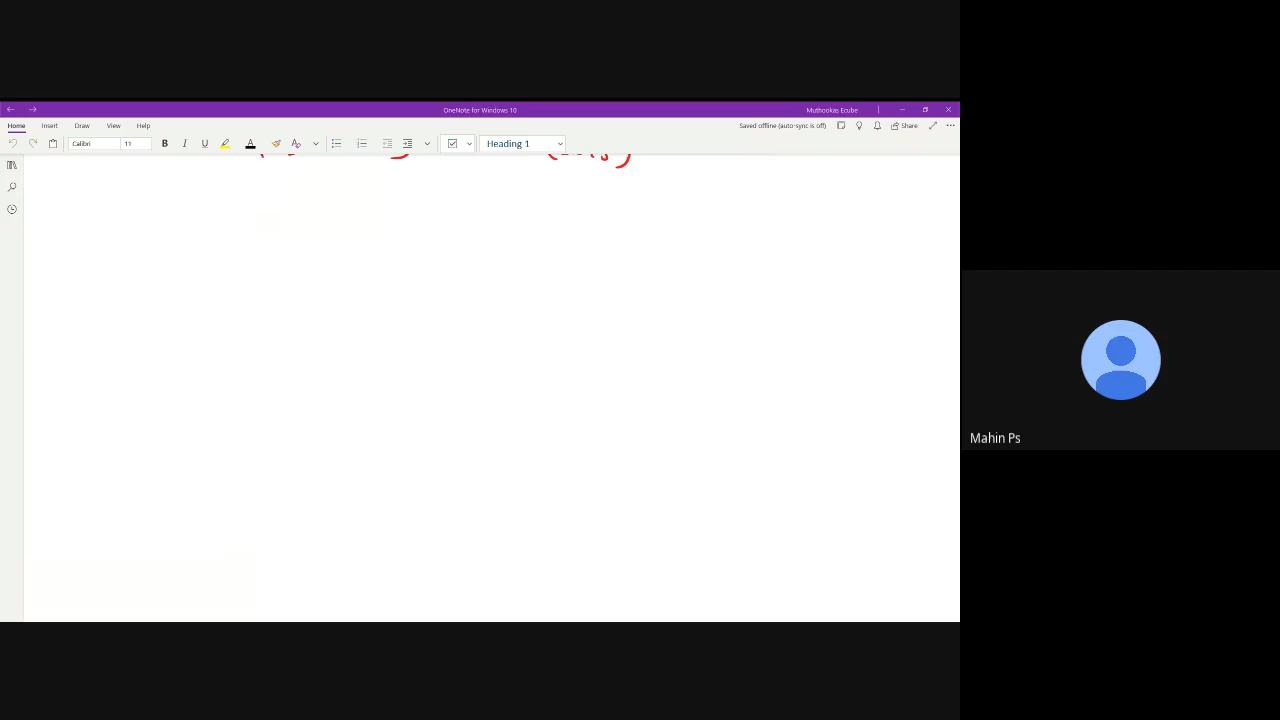 OneNote for Windows 10
Muthookas Ecube
Home Insert Draw View Help
Saved offline (auto-sync is off)
Share
Calibri 11 B I U A Heading 1
Mahin Ps